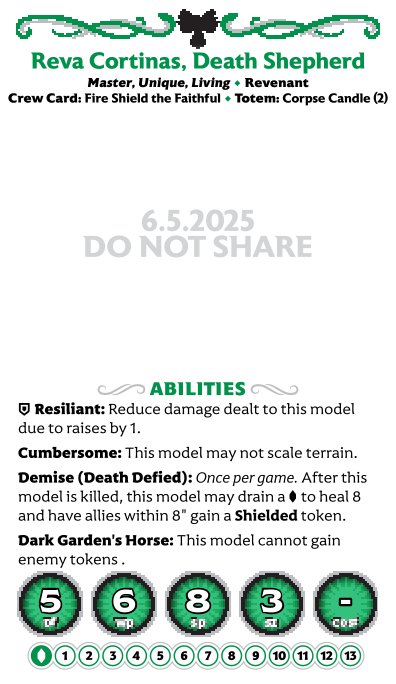 Reva Cortinas, Death Shepherd
Master, Unique, Living ⬥ Revenant
Crew Card: Fire Shield the Faithful ⬥ Totem: Corpse Candle (2)
6.5.2025
DO NOT SHARE
ABILITIES
Resiliant: Reduce damage dealt to this model
due to raises by 1.
Cumbersome: This model may not scale terrain.
Demise (Death Defied): Once per game. After this
model is killed, this model may drain a to heal 8
and have allies within 8" gain a Shielded token.
Dark Garden's Horse: This model cannot gain
enemy tokens .
5 6 8 3 -
Df Wp Sp Sz Cost
1 2 3 4 5 6 7 8 9 10 11 12 13